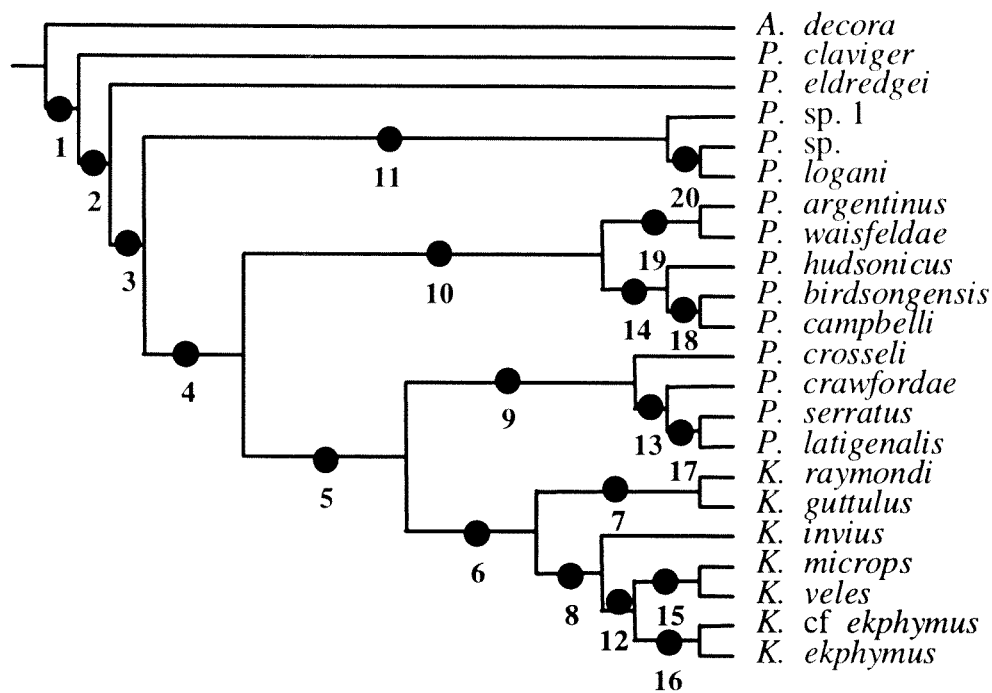 A. decora
P. claviger
P. eldredgei
1
P. sp. 1
P. sp.
11
P. logani
2
20
P. argentinus
P. waisfeldae
3
19
P. hudsonicus
10
P. birdsongensis
14
18
P. campbelli
P. crosseli
4
P. crawfordae
9
P. serratus
13
P. latigenalis
17
K. raymondi
5
K. guttulus
7
K. invius
6
K. microps
8
K. veles
12
15
K. cf ekphymus
K. ekphymus
16